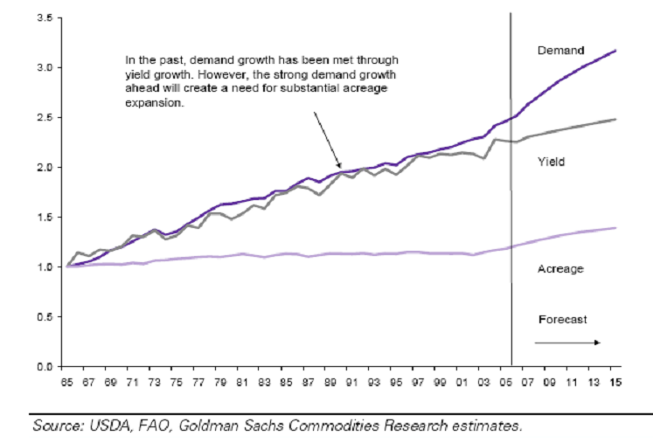 3.5
3.0
2.5
2.0
1.5
1.0
0.5
0.0
In the past, demand growth has been met through
yield growth. However, the strong demand growth
ahead will create a need for substantial acreage
expansion.
Demand
Yield
Acreage
Forecast
65 67 69 71 73 75 77 79 81 83 85 87 89 91 93 95 97 99 01 03 05 07 09 11 13 15
Source: USDA, FAO, Goldman Sachs Commodities Research estimates.